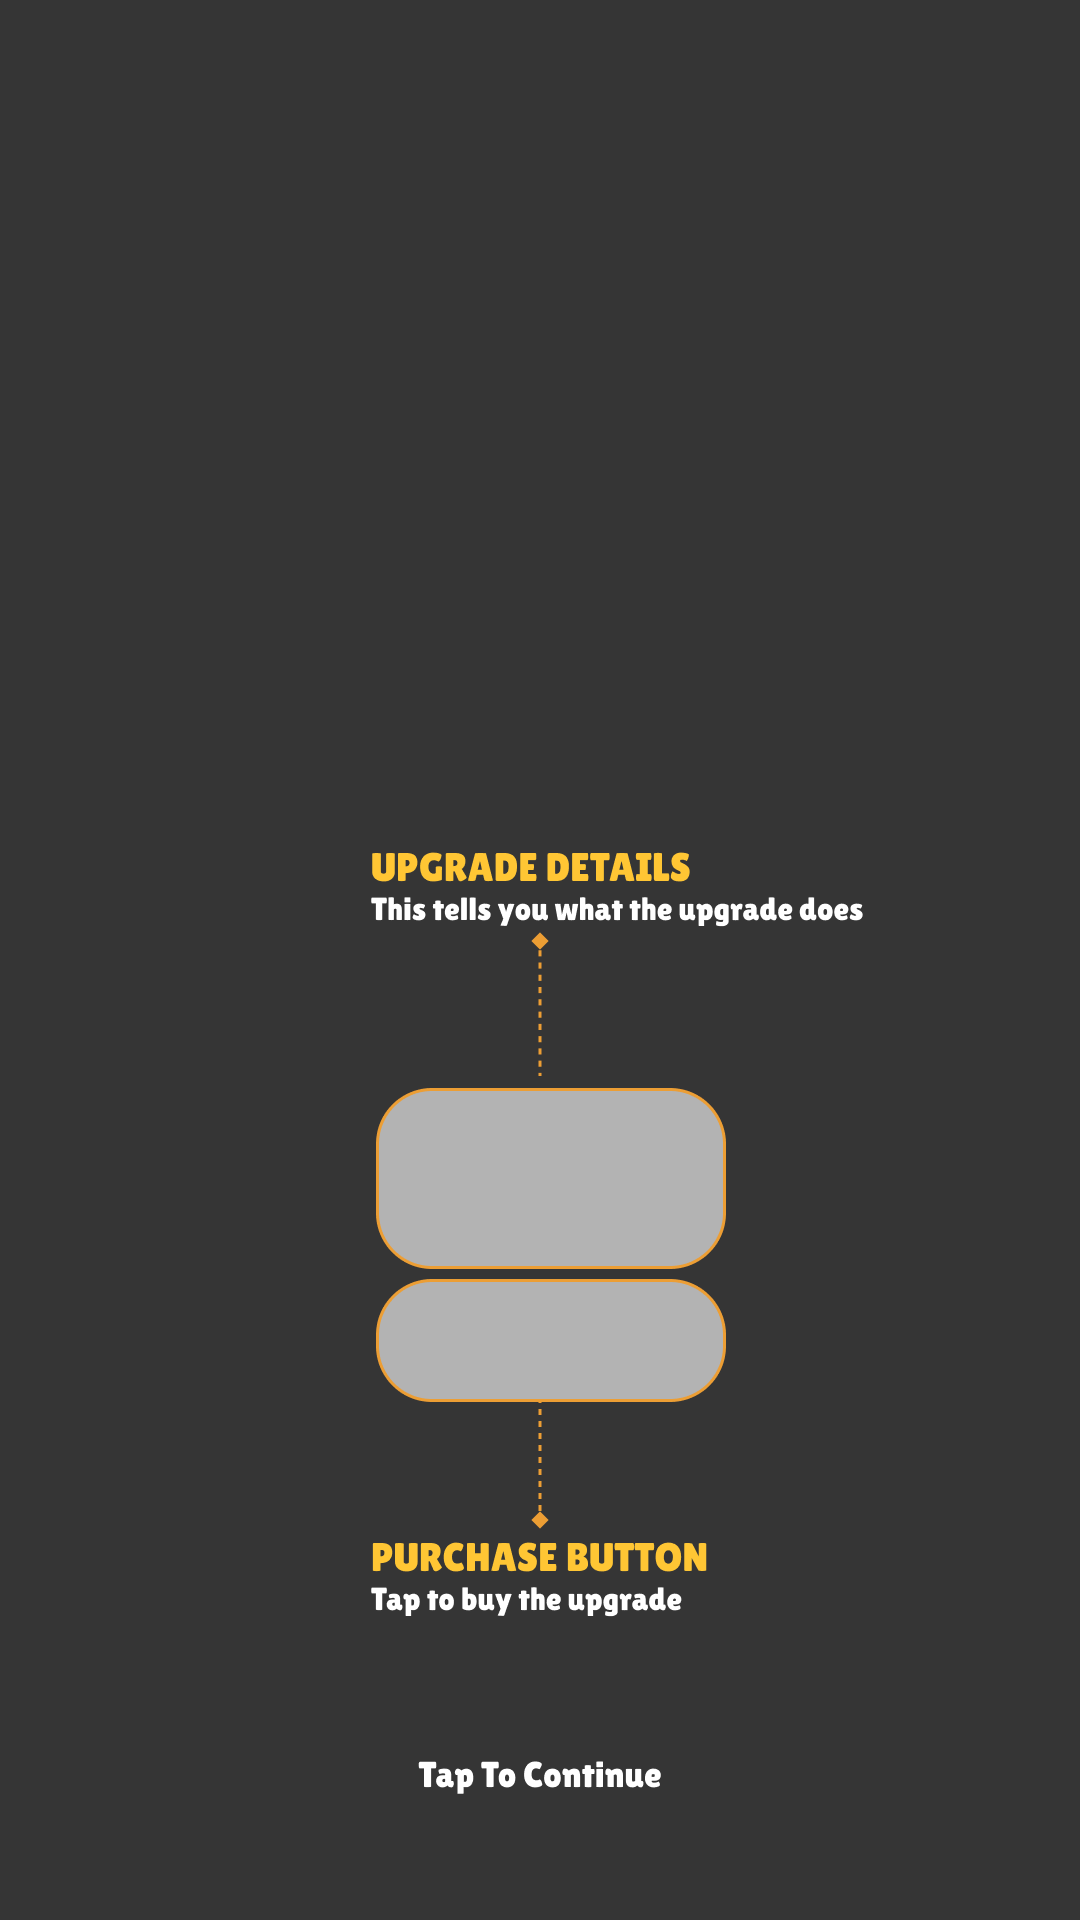 UPGRADE DETAILS
This tells you what the upgrade does
PURCHASE BUTTON
Tap to buy the upgrade
Tap To Continue